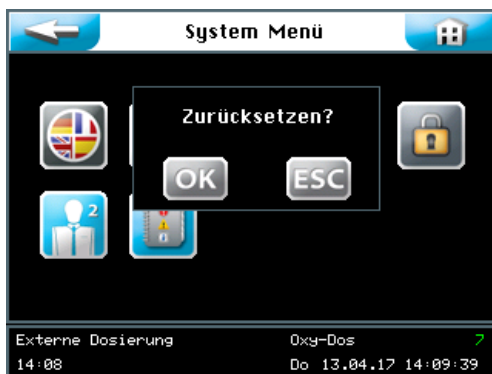 System Menü
Zurücksetzen?
OK ESC
2
Externe Dosierung Oxy-Dos 7
14:08 Do 13.04.17 14:09:39